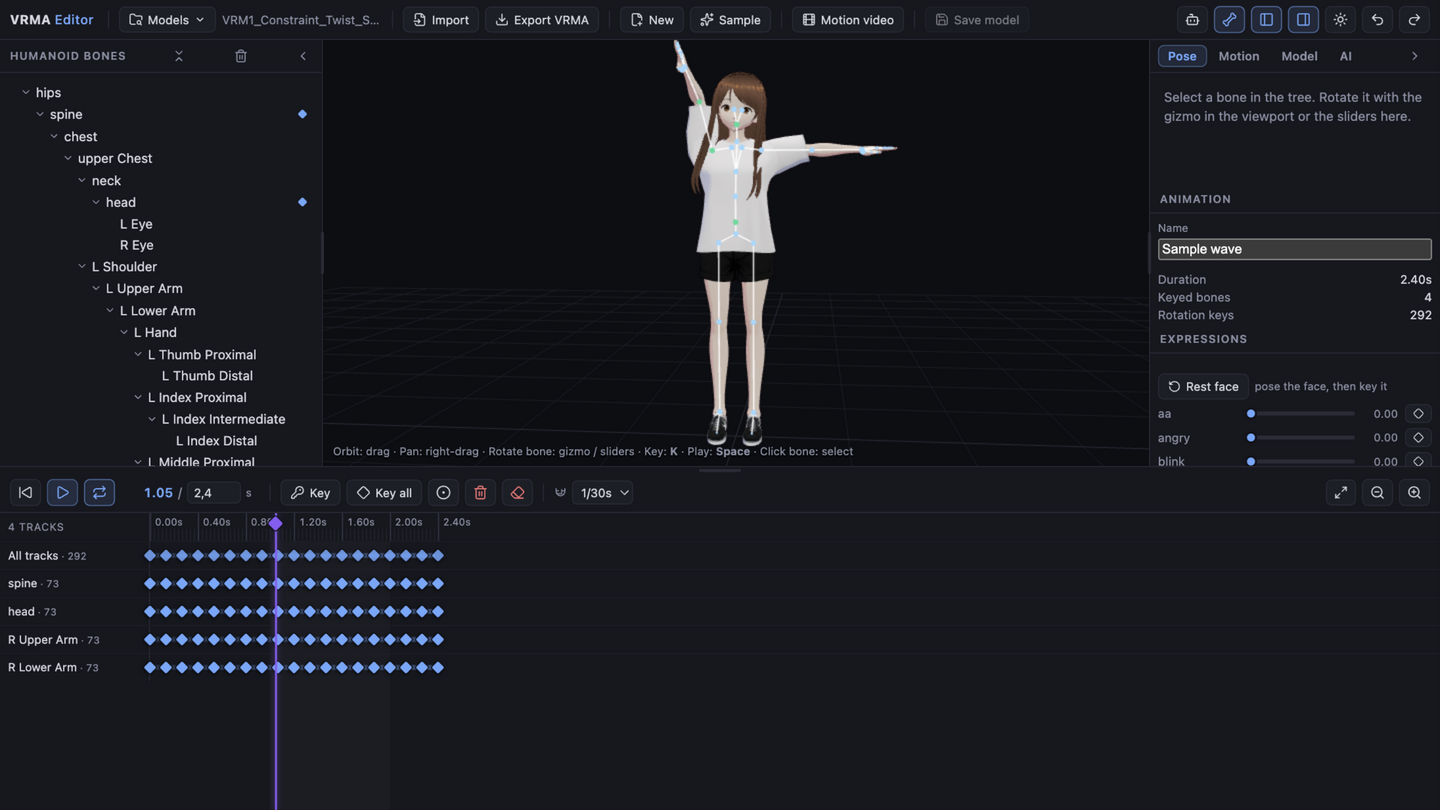 VRMA Editor
Models
VRM1_Constraint_Twist_S...
Import
Export VRMA
New
Sample
Motion video
Save model
HUMANOID BONES
hips
spine
chest
upper Chest
neck
head
L Eye
R Eye
L Shoulder
L Upper Arm
L Lower Arm
L Hand
L Thumb Proximal
L Thumb Distal
L Index Proximal
L Index Intermediate
L Index Distal
L Middle Proximal
Orbit: drag · Pan: right-drag · Rotate bone: gizmo / sliders · Key: K · Play: Space · Click bone: select
Pose Motion Model AI
Select a bone in the tree. Rotate it with the
gizmo in the viewport or the sliders here.
ANIMATION
Name
Sample wave
Duration 2.40s
Keyed bones 4
Rotation keys 292
EXPRESSIONS
Rest face pose the face, then key it
aa 0.00
angry 0.00
blink 0.00
1.05 / 2,4 s
Key
Key all
1/30s
4 TRACKS
0.00s 0.40s 0.80 1.20s 1.60s 2.00s 2.40s
All tracks · 292
spine · 73
head · 73
R Upper Arm · 73
R Lower Arm · 73